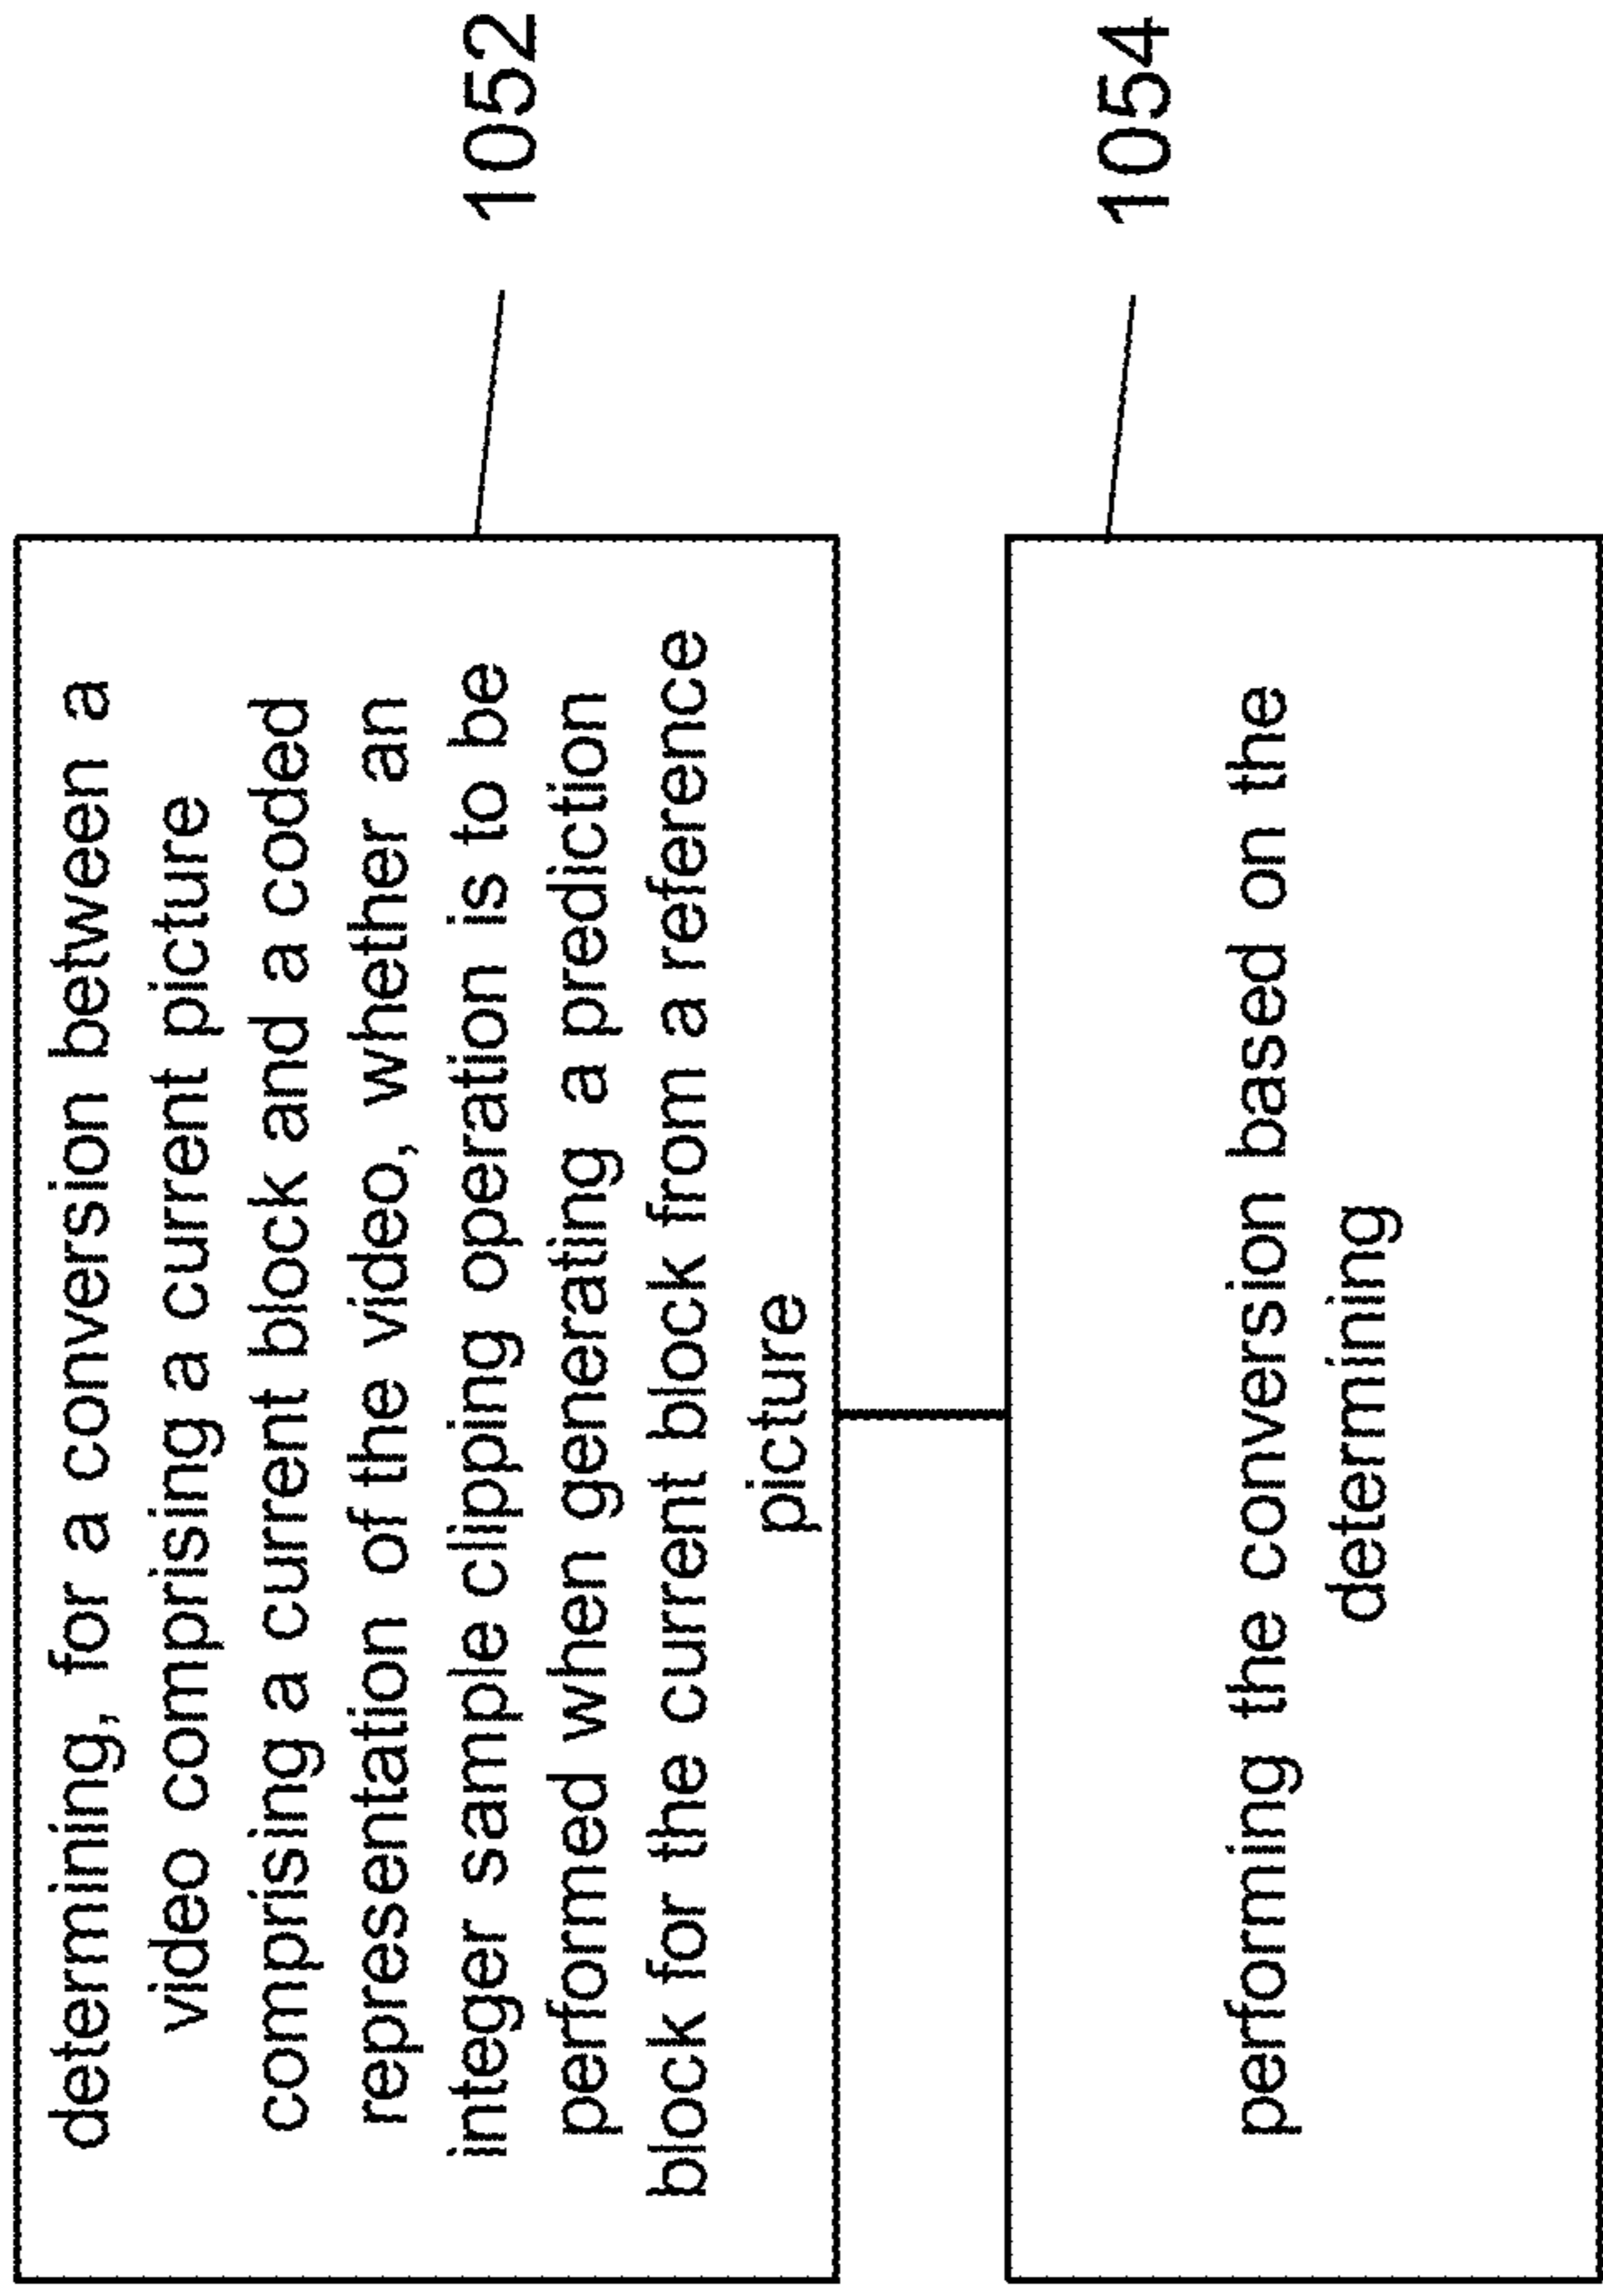 determining, for a conversion between a
video comprising a current picture
comprising a current block and a coded
representation of the video, whether an
integer sample clipping operation is to be
performed when generating a prediction
block for the current block from a reference
picture
1052
performing the conversion based on the
determining
1054